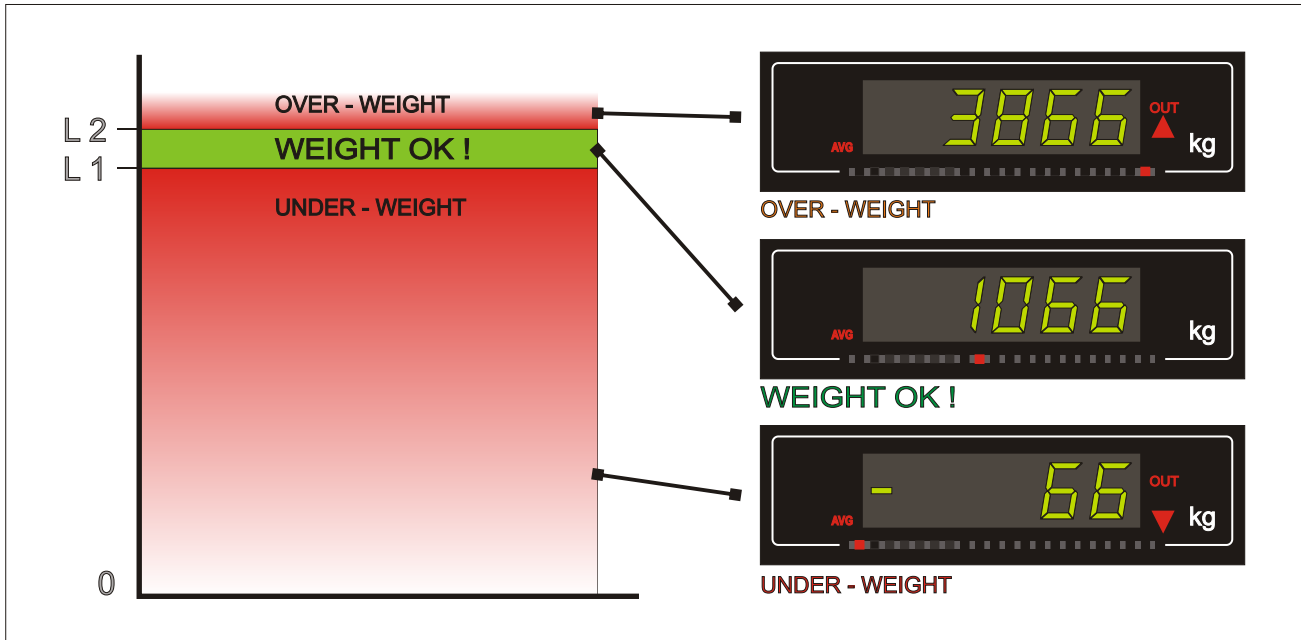 OVER - WEIGHT
L 2
WEIGHT OK !
L 1
UNDER - WEIGHT
0
3866
OUT
AVG
kg
OVER - WEIGHT
1066
AVG
kg
WEIGHT OK !
- 66
OUT
AVG
kg
UNDER - WEIGHT